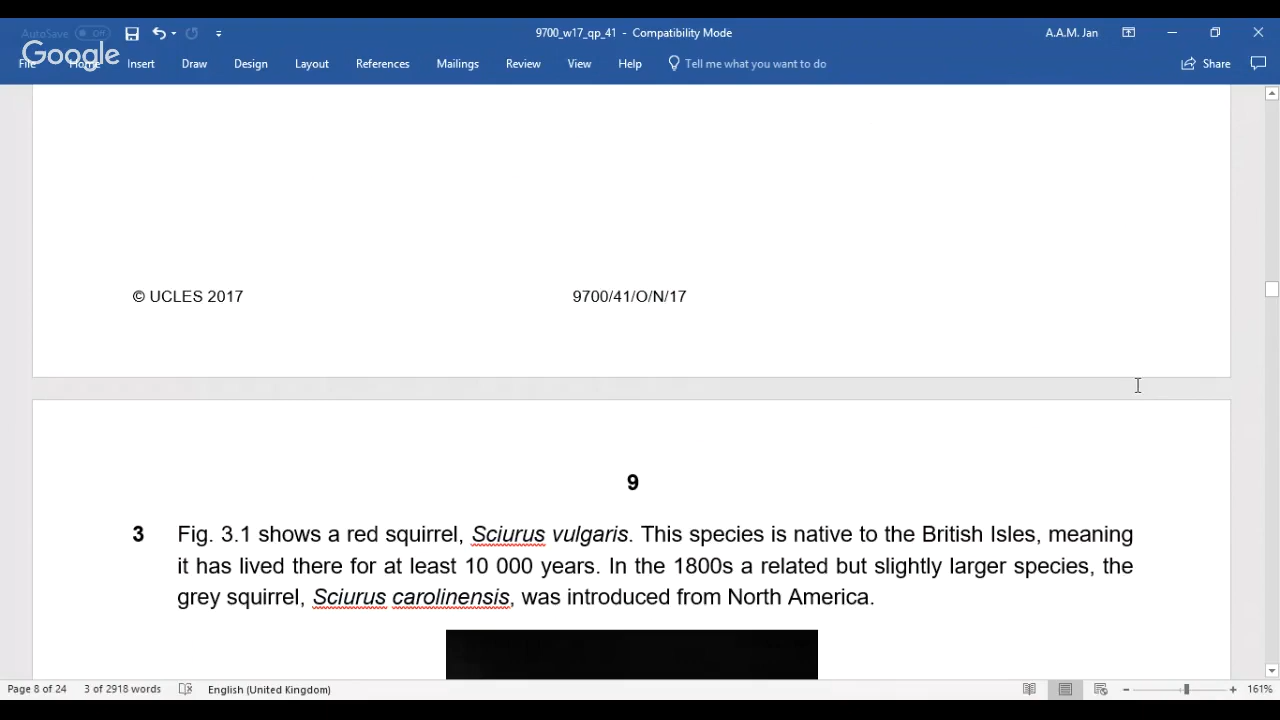 AutoSave Off
9700_w17_qp_41 - Compatibility Mode
A.A.M. Jan
Google
File Home Insert Draw Design Layout References Mailings Review View Help Tell me what you want to do Share
© UCLES 2017 9700/41/O/N/17
9
3 Fig. 3.1 shows a red squirrel, Sciurus vulgaris. This species is native to the British Isles, meaning
it has lived there for at least 10 000 years. In the 1800s a related but slightly larger species, the
grey squirrel, Sciurus carolinensis, was introduced from North America.
Page 8 of 24 3 of 2918 words English (United Kingdom) 161%